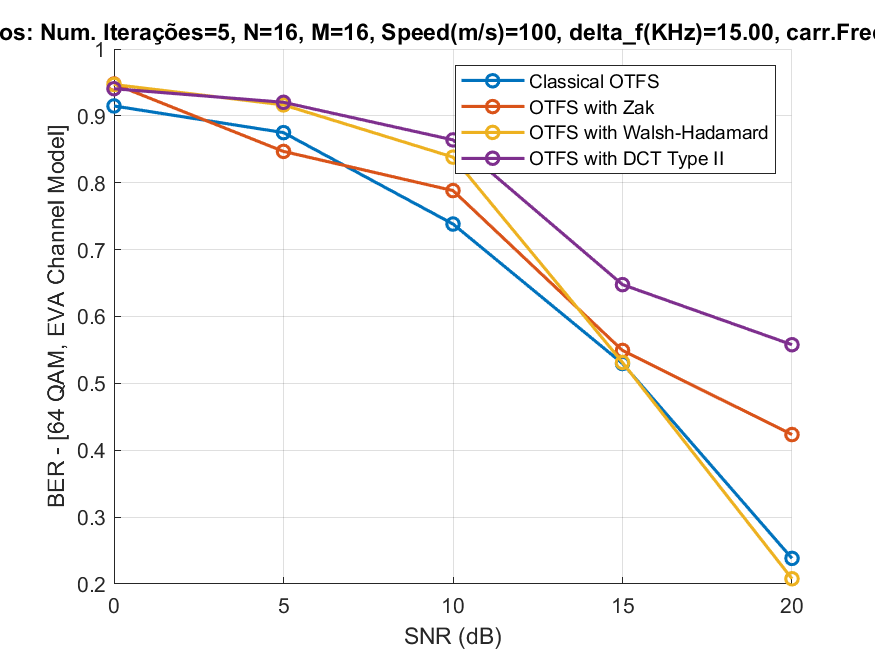 os: Num. Iterações=5, N=16, M=16, Speed(m/s)=100, delta_f(KHz)=15.00, carr.Fre
1
0.9
0.8
0.7
0.6
0.5
0.4
0.3
0.2
BER - [64 QAM, EVA Channel Model]
Classical OTFS
OTFS with Zak
OTFS with Walsh-Hadamard
OTFS with DCT Type II
0 5 10 15 20
SNR (dB)